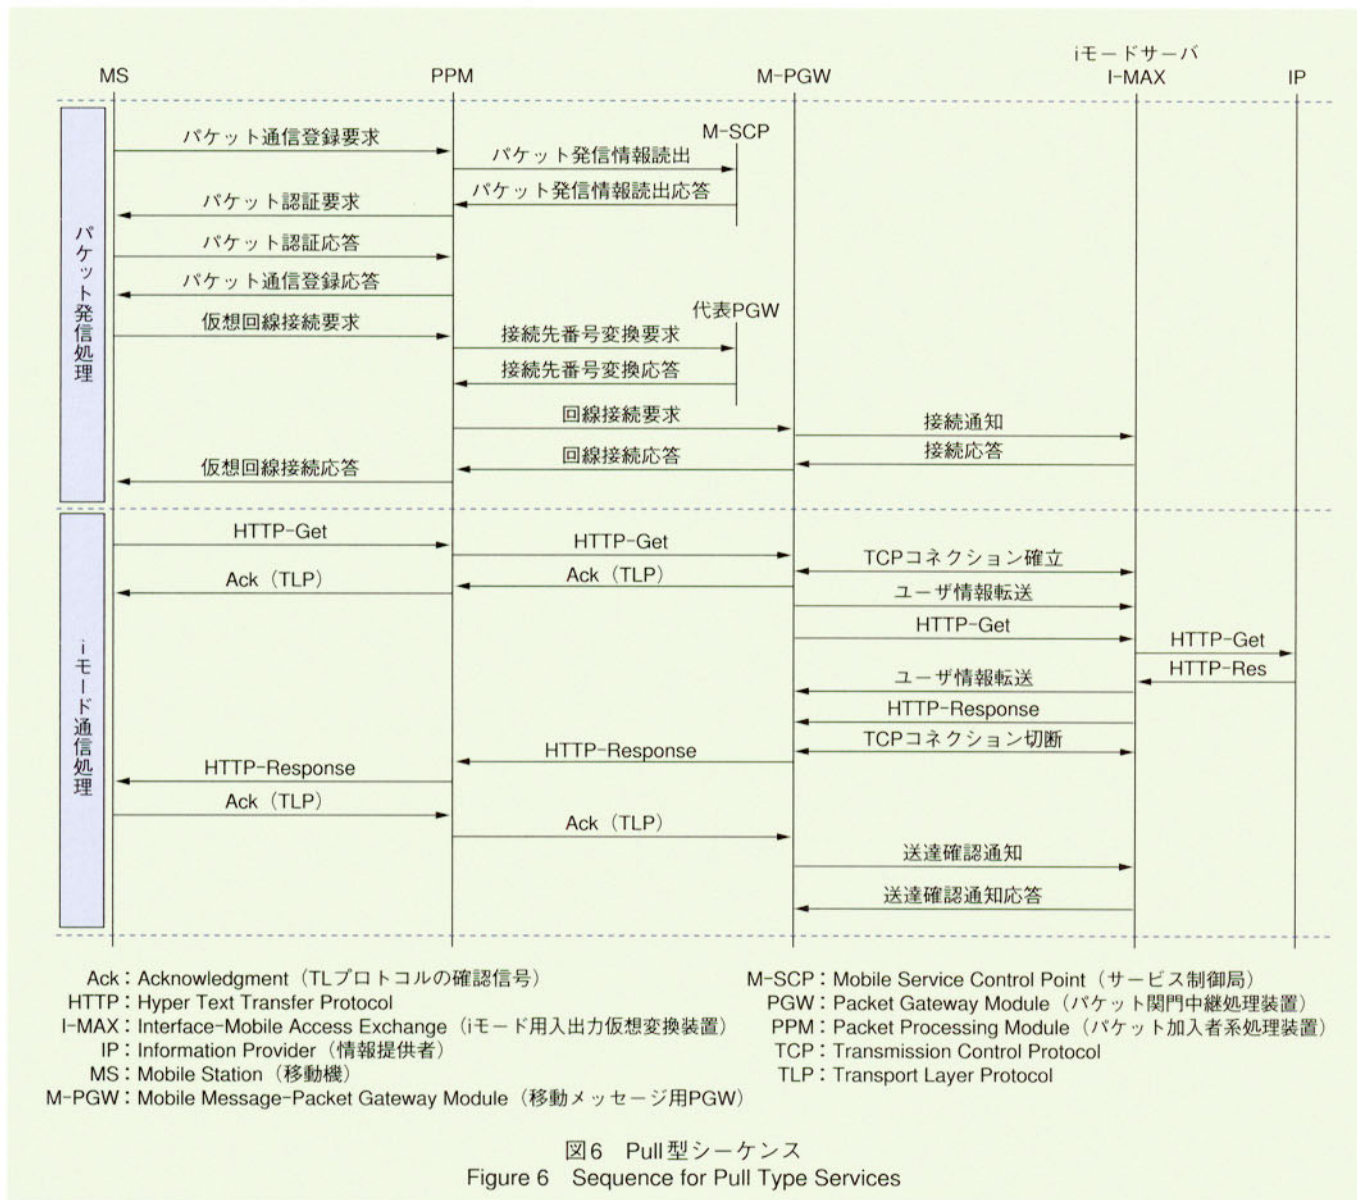 iモードサーバ
MS PPM M-PGW I-MAX IP
パケット発信処理
パケット通信登録要求
M-SCP
パケット発信情報読出
パケット発信情報読出応答
パケット認証要求
パケット認証応答
パケット通信登録応答
代表PGW
仮想回線接続要求
接続先番号変換要求
接続先番号変換応答
回線接続要求
接続通知
接続応答
回線接続応答
仮想回線接続応答
iモード通信処理
HTTP-Get
HTTP-Get
TCPコネクション確立
Ack（TLP）
Ack（TLP）
ユーザ情報転送
HTTP-Get
HTTP-Get
HTTP-Res
ユーザ情報転送
HTTP-Response
TCPコネクション切断
HTTP-Response
HTTP-Response
Ack（TLP）
Ack（TLP）
送達確認通知
送達確認通知応答
Ack：Acknowledgment（TLプロトコルの確認信号）
HTTP：Hyper Text Transfer Protocol
I-MAX：Interface-Mobile Access Exchange（iモード用入出力仮想変換装置）
IP：Information Provider（情報提供者）
MS：Mobile Station（移動機）
M-PGW：Mobile Message-Packet Gateway Module（移動メッセージ用PGW）
M-SCP：Mobile Service Control Point（サービス制御局）
PGW：Packet Gateway Module（パケット関門中継処理装置）
PPM：Packet Processing Module（パケット加入者系処理装置）
TCP：Transmission Control Protocol
TLP：Transport Layer Protocol
図6　Pull型シーケンス
Figure 6　Sequence for Pull Type Services